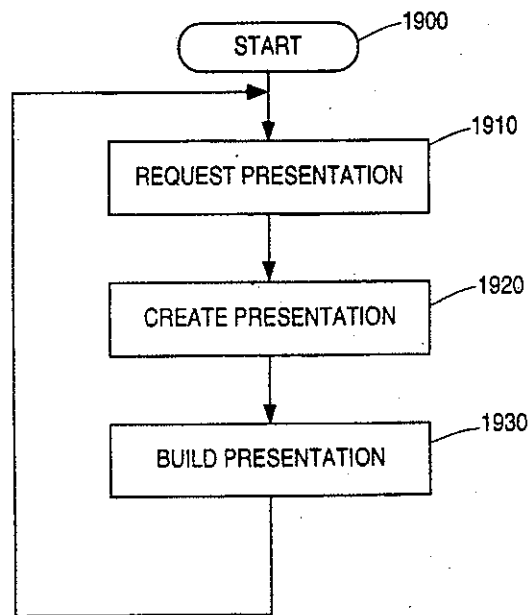 START
1900
REQUEST PRESENTATION
1910
CREATE PRESENTATION
1920
BUILD PRESENTATION
1930